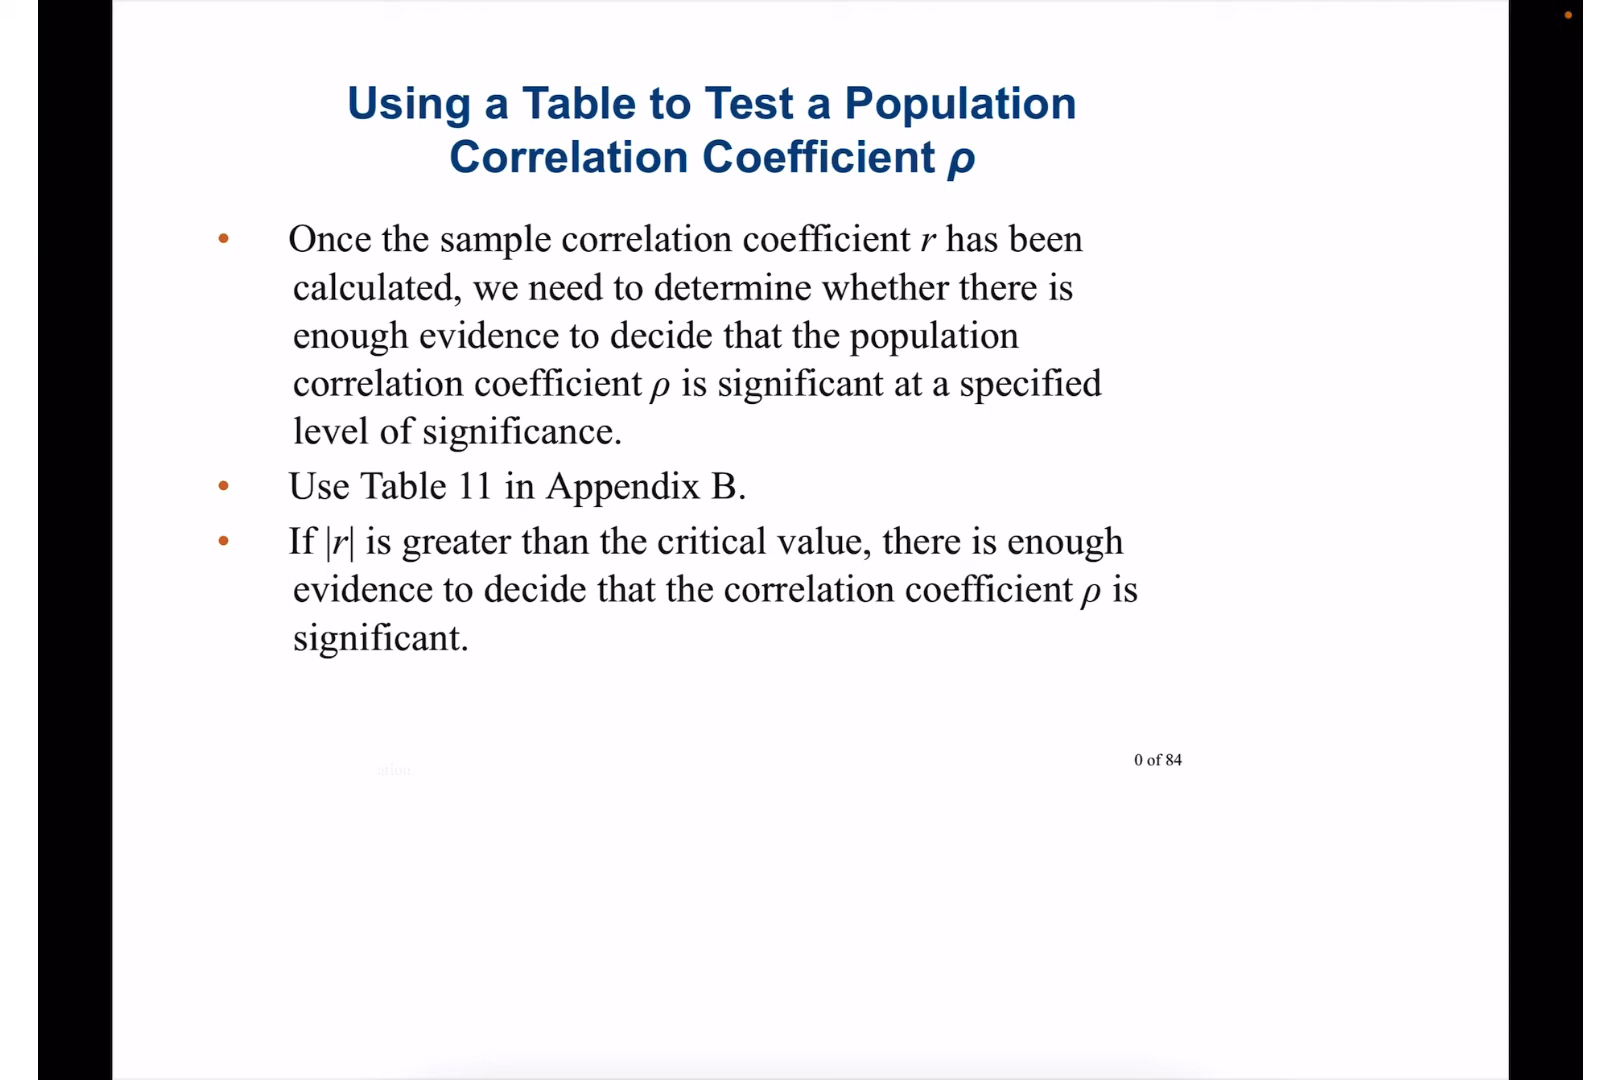 Using a Table to Test a Population
Correlation Coefficient ρ
• Once the sample correlation coefficient r has been
calculated, we need to determine whether there is
enough evidence to decide that the population
correlation coefficient ρ is significant at a specified
level of significance.
• Use Table 11 in Appendix B.
• If |r| is greater than the critical value, there is enough
evidence to decide that the correlation coefficient ρ is
significant.
0 of 84
ation